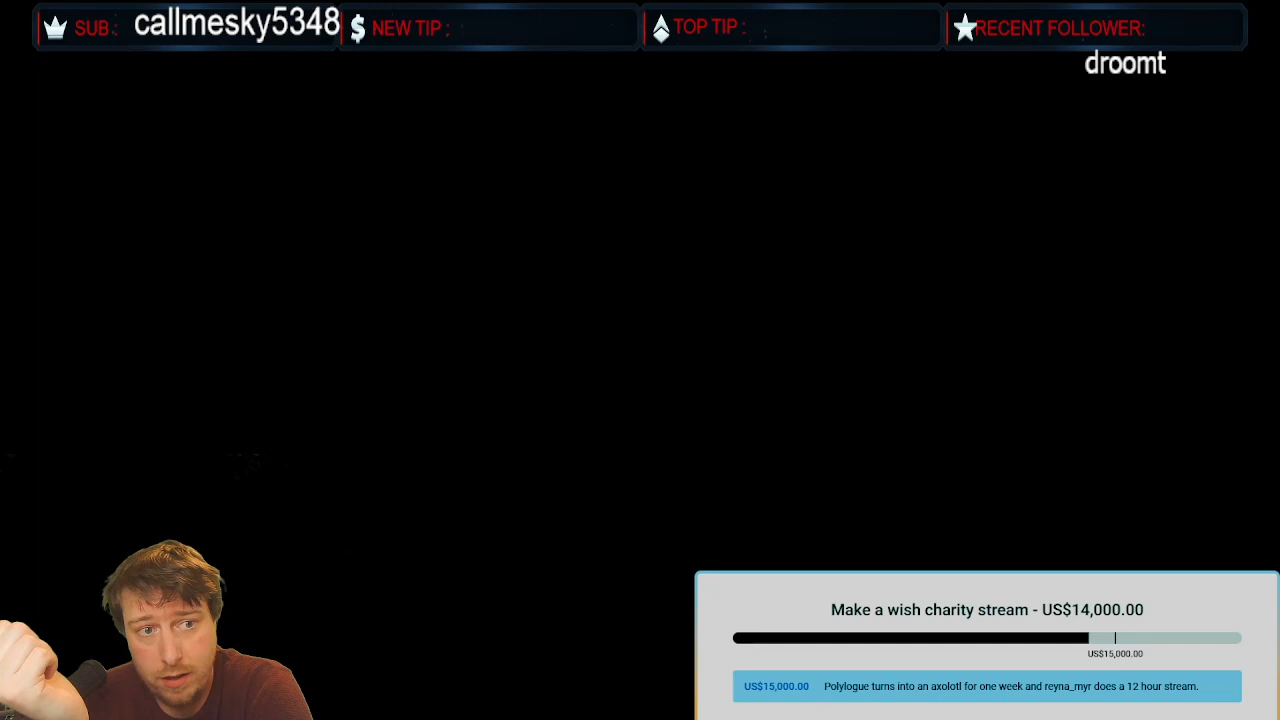 SUB: callmesky5348
NEW TIP :
TOP TIP :
RECENT FOLLOWER:
droomt
Make a wish charity stream - US$14,000.00
US$15,000.00
US$15,000.00 Polylogue turns into an axolotl for one week and reyna_myr does a 12 hour stream.